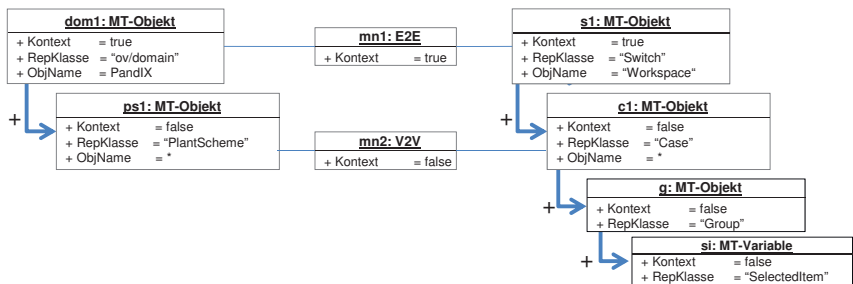 dom1: MT-Objekt
+ Kontext = true
+ RepKlasse = "ov/domain"
+ ObjName = PandIX
mn1: E2E
+ Kontext = true
s1: MT-Objekt
+ Kontext = true
+ RepKlasse = “Switch”
+ ObjName = “Workspace“
+
ps1: MT-Objekt
+ Kontext = false
+ RepKlasse = “PlantScheme”
+ ObjName = *
mn2: V2V
+ Kontext = false
+
c1: MT-Objekt
+ Kontext = false
+ RepKlasse = “Case”
+ ObjName = *
+
g: MT-Objekt
+ Kontext = false
+ RepKlasse = “Group”
+
si: MT-Variable
+ Kontext = false
+ RepKlasse = “SelectedItem”